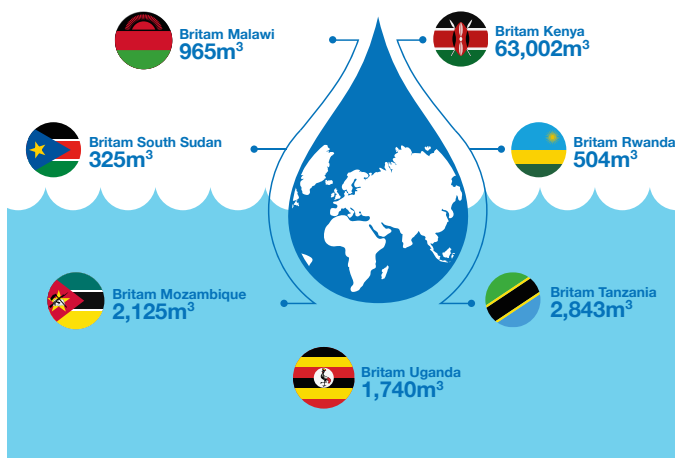 Britam Malawi
965m³
Britam Kenya
63,002m³
Britam South Sudan
325m³
Britam Rwanda
504m³
Britam Mozambique
2,125m³
Britam Tanzania
2,843m³
Britam Uganda
1,740m³